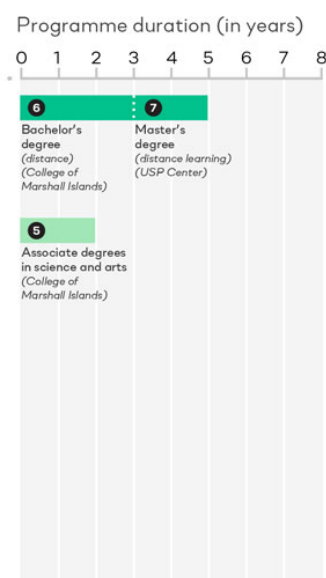 Programme duration (in years)
0 1 2 3 4 5 6 7 8
6 7
Bachelor's
degree
(distance)
(College of
Marshall Islands)
Master's
degree
(distance learning)
(USP Center)
5
Associate degrees
in science and arts
(College of
Marshall Islands)